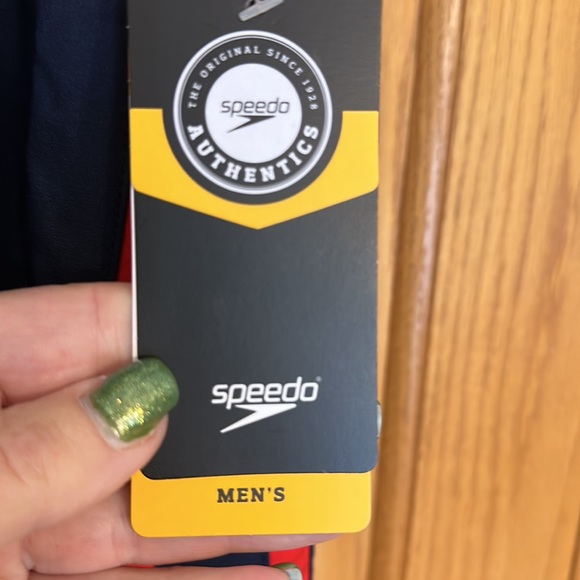 THE ORIGINAL SINCE 1928
speedo
AUTHENTICS
speedo®
MEN'S